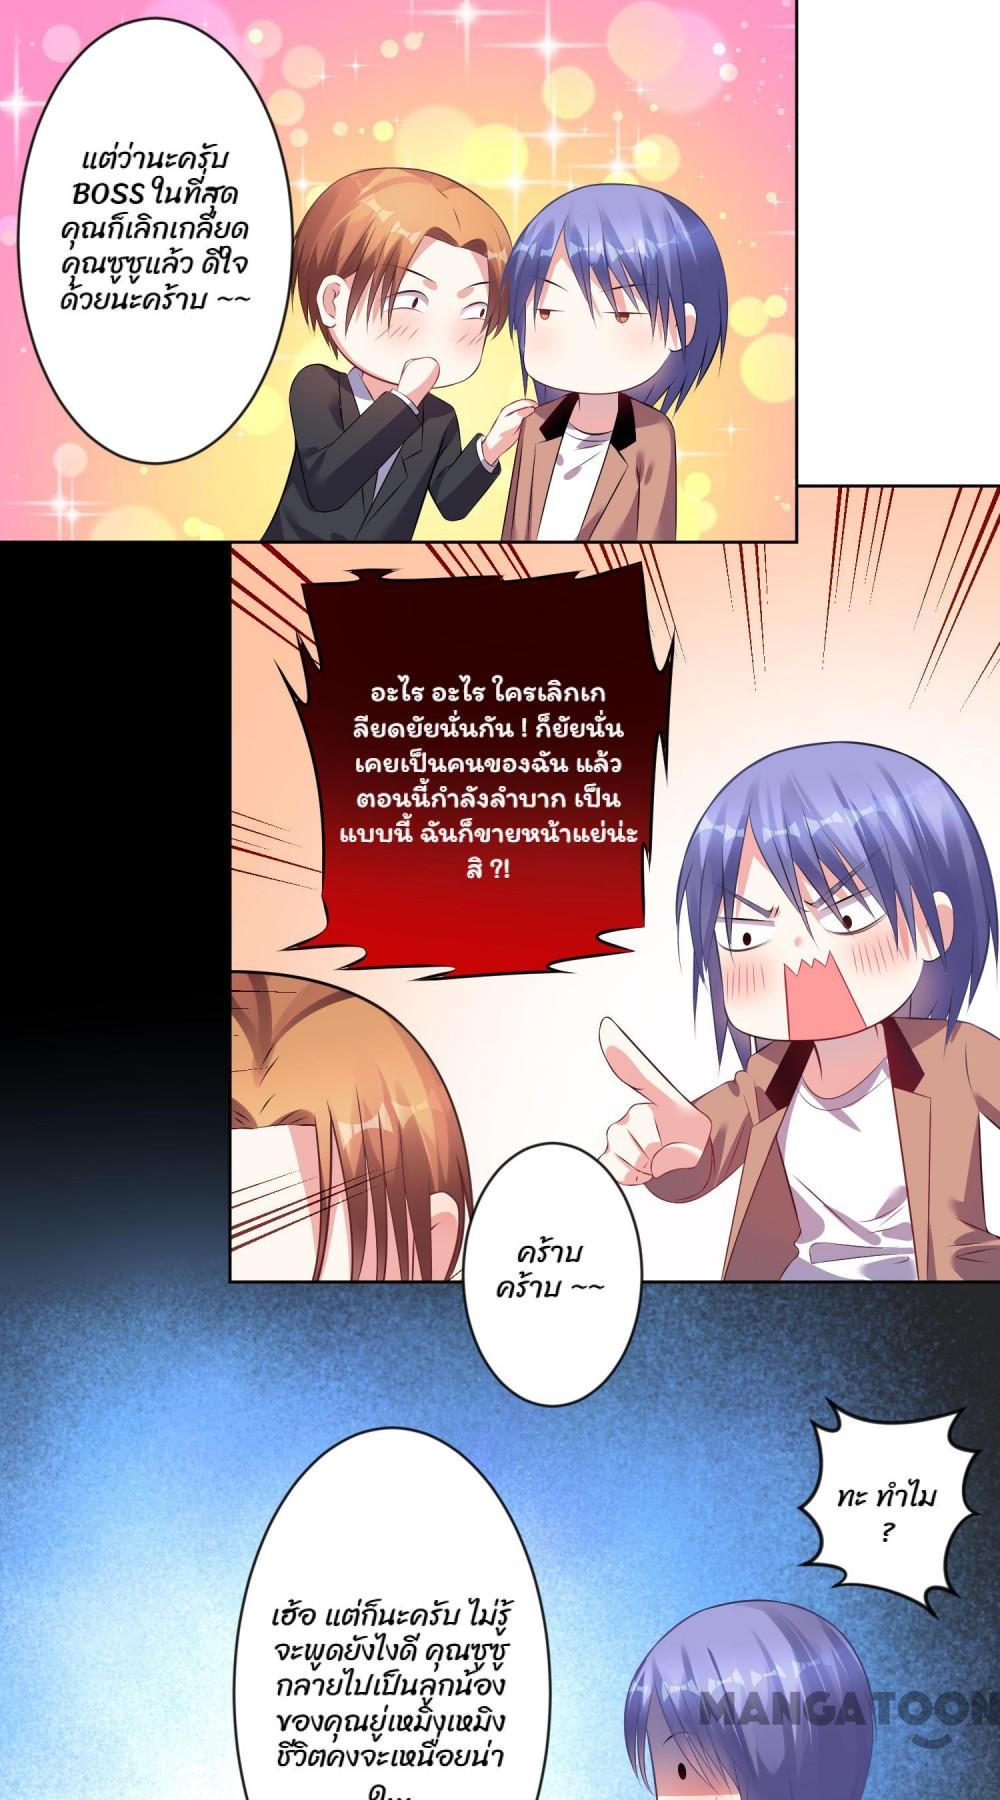 แต่ว่านะครับ
BOSS ในที่สุด
คุณก็เลิกเกลียด
คุณซูซูแล้ว ดีใจ
ด้วยนะคร้าบ ~~
อะไร อะไร ใครเลิกเก
ลียดยัยนั่นกัน ! ก็ยัยนั่น
เคยเป็นคนของฉัน แล้ว
ตอนนี้กำลังลำบาก เป็น
แบบนี้ ฉันก็ขายหน้าแย่น่ะ
สิ ?!
คร้าบ
คร้าบ ~~
ทะ ทำไม
?
เฮ้อ แต่ก็นะครับ ไม่รู้
จะพูดยังไงดี คุณซูซู
กลายไปเป็นลูกน้อง
ของคุณยู่เหมิงเหมิง
ชีวิตคงจะเหนื่อยน่า
ดู...
MANGATOON